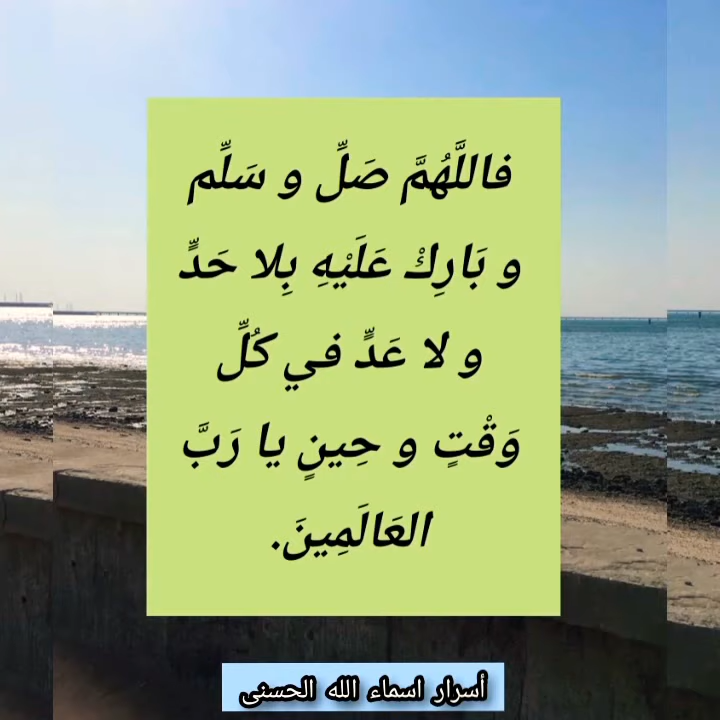 فاللَّهُمَّ صَلِّ و سَلِّم
و بَارِكْ عَلَيْهِ بِلا حَدٍّ
و لا عَدٍّ في كُلِّ
وَقْتٍ و حِينٍ يا رَبَّ
العَالَمِينَ.
أسرار اسماء الله الحسنى